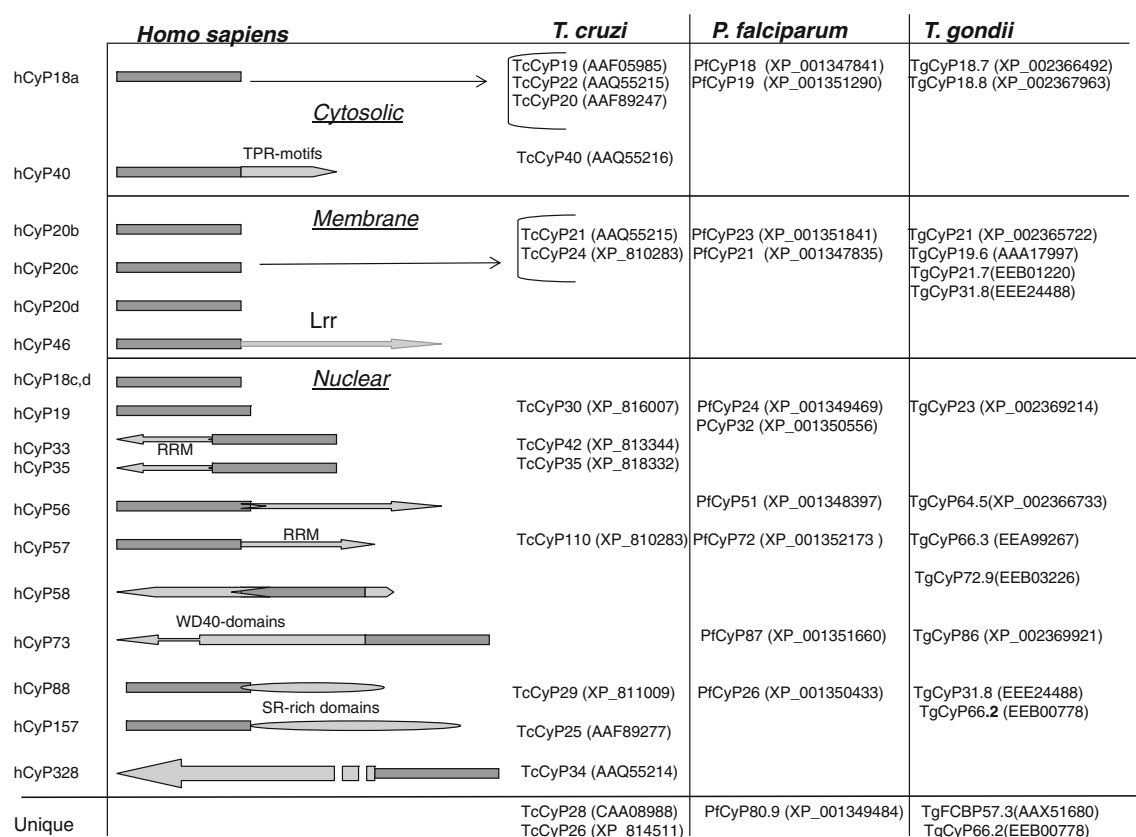 Homo sapiens T. cruzi P. falciparum T. gondii
hCyP18a TcCyP19 (AAF05985) PfCyP18 (XP_001347841) TgCyP18.7 (XP_002366492)
TcCyP22 (AAQ55215) PfCyP19 (XP_001351290) TgCyP18.8 (XP_002367963)
TcCyP20 (AAF89247)
Cytosolic
TPR-motifs TcCyP40 (AAQ55216)
hCyP40
Membrane
hCyP20b TcCyP21 (AAQ55215) PfCyP23 (XP_001351841) TgCyP21 (XP_002365722)
TcCyP24 (XP_810283) PfCyP21 (XP_001347835) TgCyP19.6 (AAA17997)
hCyP20c TgCyP21.7(EEB01220)
TgCyP31.8(EEE24488)
hCyP20d
Lrr
hCyP46
hCyP18c,d Nuclear
hCyP19 TcCyP30 (XP_816007) PfCyP24 (XP_001349469) TgCyP23 (XP_002369214)
PCyP32 (XP_001350556)
hCyP33 RRM TcCyP42 (XP_813344)
hCyP35 TcCyP35 (XP_818332)
hCyP56 PfCyP51 (XP_001348397) TgCyP64.5(XP_002366733)
RRM
hCyP57 TcCyP110 (XP_810283) PfCyP72 (XP_001352173 ) TgCyP66.3 (EEA99267)
hCyP58 TgCyP72.9(EEB03226)
WD40-domains
hCyP73 PfCyP87 (XP_001351660) TgCyP86 (XP_002369921)
hCyP88 TcCyP29 (XP_811009) PfCyP26 (XP_001350433) TgCyP31.8 (EEE24488)
SR-rich domains TgCyP66.2 (EEB00778)
hCyP157 TcCyP25 (AAF89277)
hCyP328 TcCyP34 (AAQ55214)
Unique TcCyP28 (CAA08988) PfCyP80.9 (XP_001349484) TgFCBP57.3(AAX51680)
TcCyP26 (XP_814511) TgCyP66.2(EEB00778)